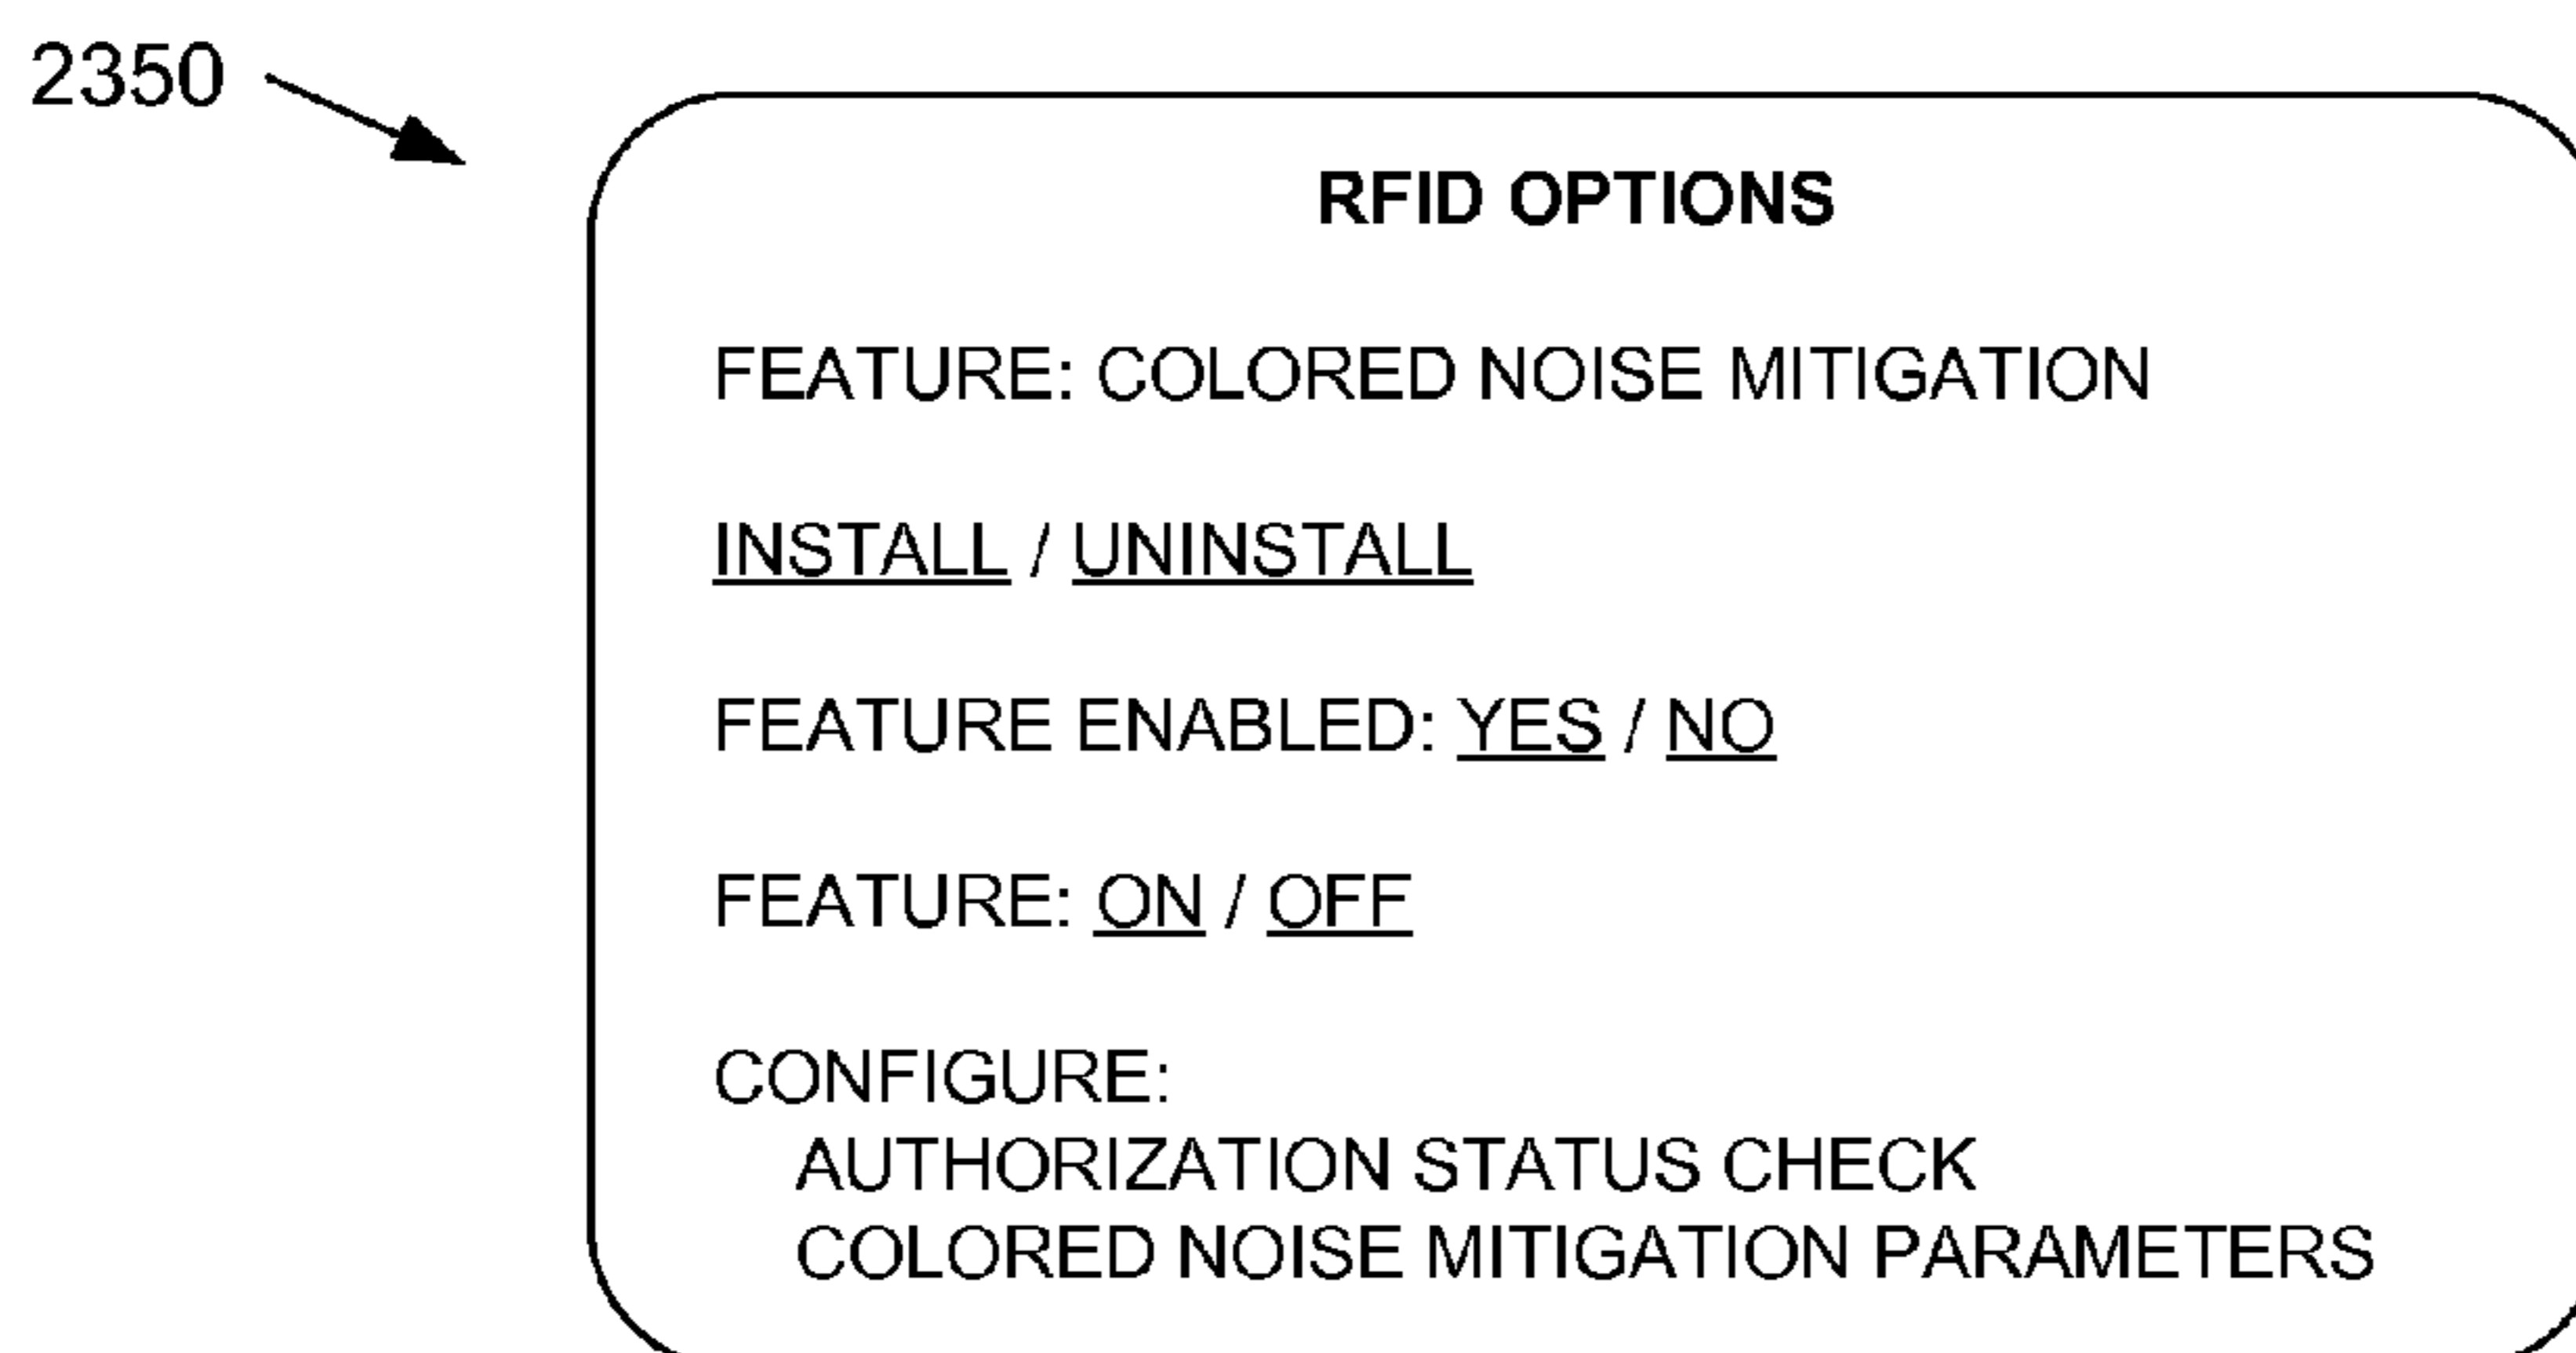 2350
RFID OPTIONS
FEATURE: COLORED NOISE MITIGATION
INSTALL / UNINSTALL
FEATURE ENABLED: YES / NO
FEATURE: ON / OFF
CONFIGURE:
AUTHORIZATION STATUS CHECK
COLORED NOISE MITIGATION PARAMETERS